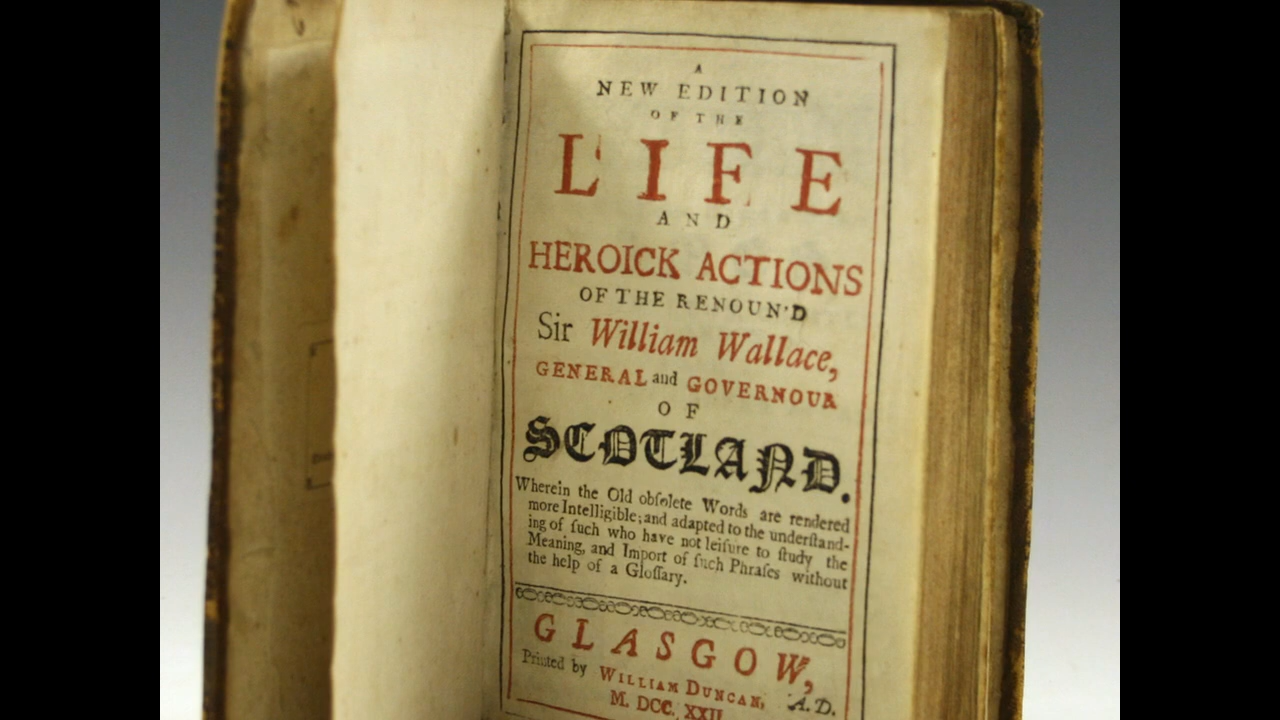 A
NEW EDITION
OF THE
LIFE
AND
HEROICK ACTIONS
OF THE RENOUN'D
Sir William Wallace,
GENERAL and GOVERNOUR
OF
SCOTLAND.
Wherein the Old obſolete Words are rendered
more Intelligible; and adapted to the underſtand-
ing of ſuch who have not leiſure to ſtudy the
Meaning, and Import of ſuch Phraſes without
the help of a Gloſſary.
GLASGOW,
Printed by WILLIAM DUNCAN, A.D.
M. DCC. XXII